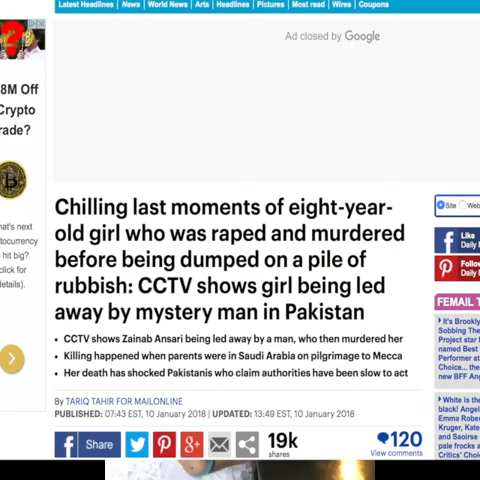 Latest Headlines | News | World News | Arts | Headlines | Pictures | Most read | Wires | Coupons
Ad closed by Google
8M Off
Crypto
rade?
hat's next
tocurrency
hit big?
click for
details).
Chilling last moments of eight-year-
old girl who was raped and murdered
before being dumped on a pile of
rubbish: CCTV shows girl being led
away by mystery man in Pakistan
• CCTV shows Zainab Ansari being led away by a man, who then murdered her
• Killing happened when parents were in Saudi Arabia on pilgrimage to Mecca
• Her death has shocked Pakistanis who claim authorities have been slow to act
By TARIQ TAHIR FOR MAILONLINE
PUBLISHED: 07:43 EST, 10 January 2018 | UPDATED: 13:49 EST, 10 January 2018
Share
19k
shares
120
View comments
Site Web
Like
Daily
Follow
Daily
FEMAIL T
It's Brookly
Sobbing The
Project star
named Best
Performer at
Choice... the
new BFF Ang
White is the
black! Angel
Emma Rober
Kruger, Kate
and Saoirse
pale frocks a
Critics' Choic